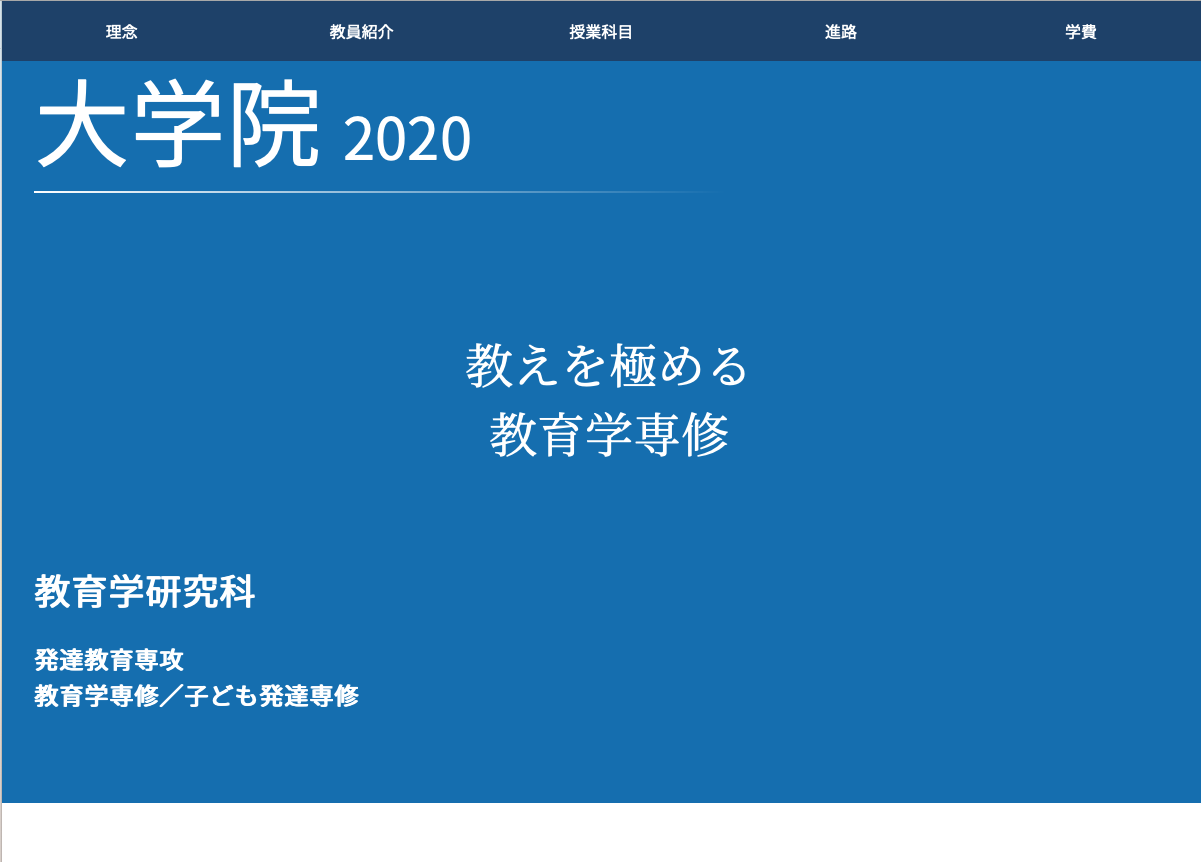 理念 教員紹介 授業科目 進路 学費
大学院 2020
教えを極める
教育学専修
教育学研究科
発達教育専攻
教育学専修／子ども発達専修